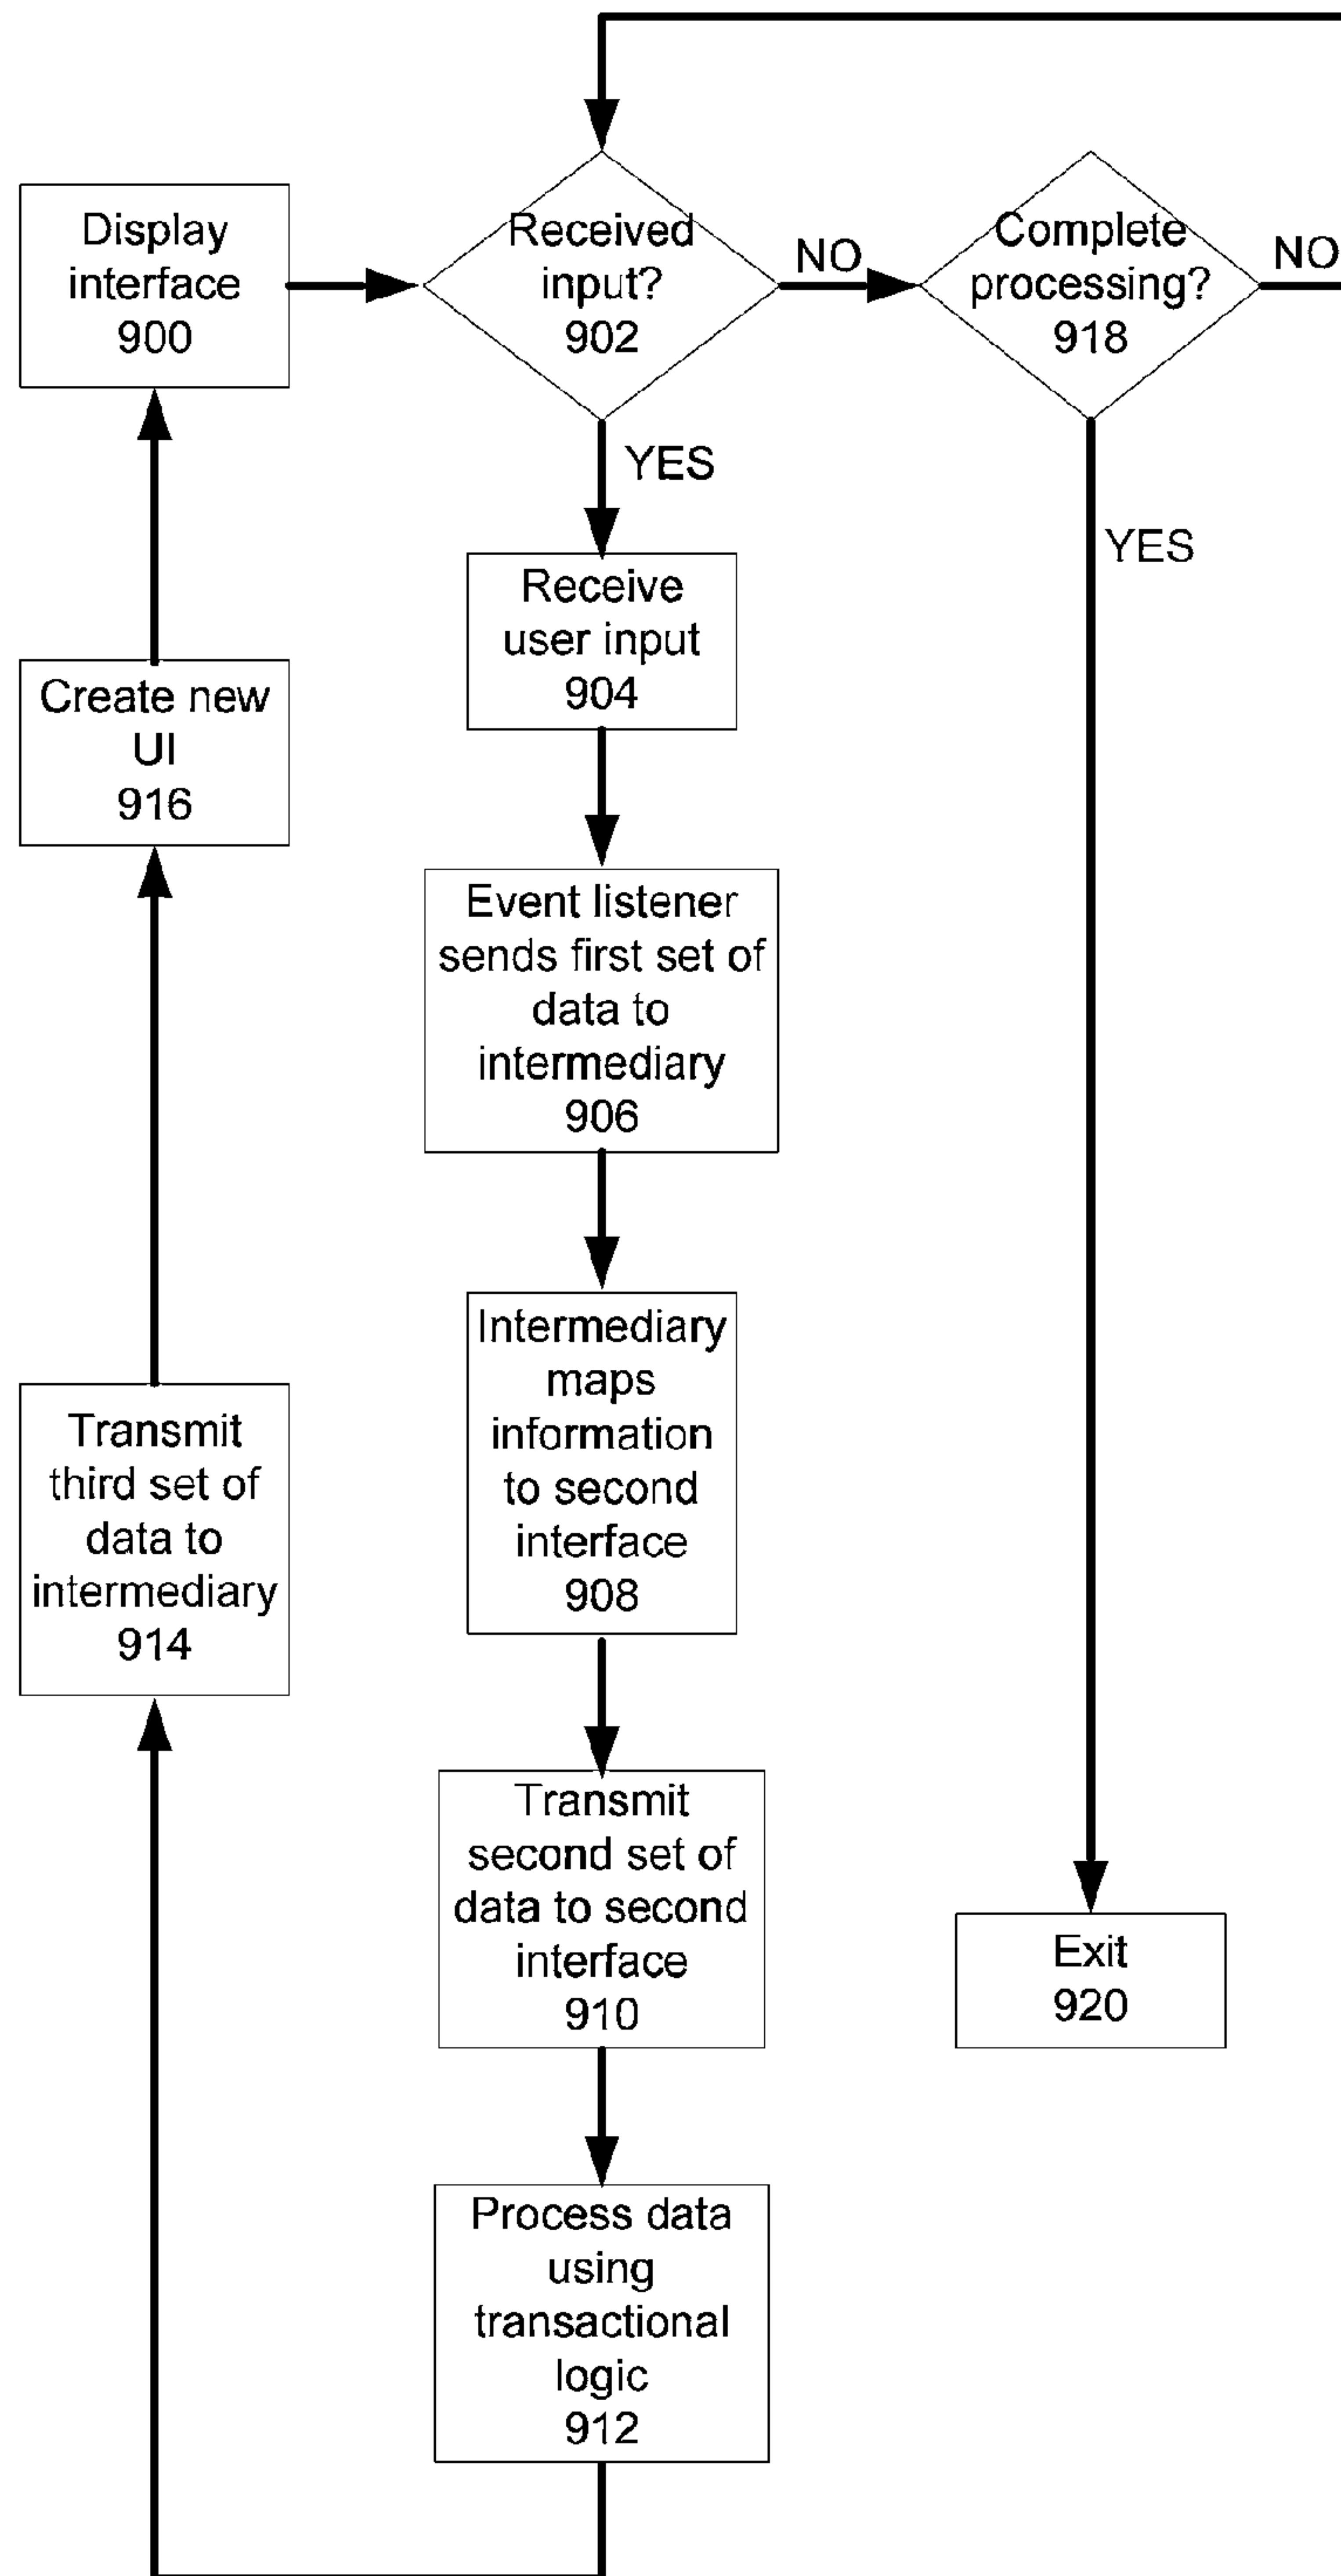 Display
interface
900
Received
input?
902
NO
Complete
processing?
918
NO
YES
YES
Receive
user input
904
Create new
UI
916
Event listener
sends first set of
data to
intermediary
906
Intermediary
maps
information
to second
interface
908
Transmit
third set of
data to
intermediary
914
Transmit
second set of
data to second
interface
910
Exit
920
Process data
using
transactional
logic
912